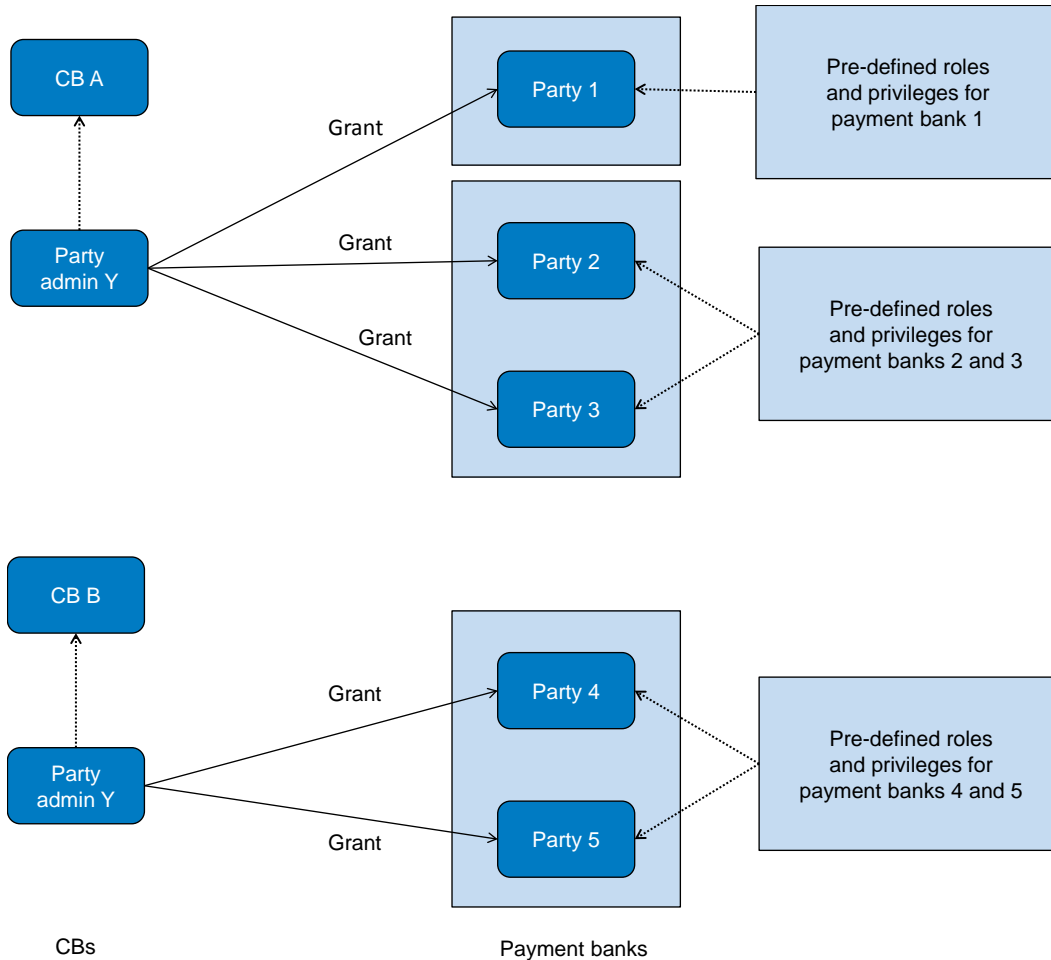 CB A
Party 1
Pre-defined roles
and privileges for
payment bank 1
Grant
Party
admin Y
Grant
Party 2
Pre-defined roles
and privileges for
payment banks 2 and 3
Grant
Party 3
CB B
Party 4
Grant
Pre-defined roles
and privileges for
payment banks 4 and 5
Party
admin Y
Grant
Party 5
CBs
Payment banks